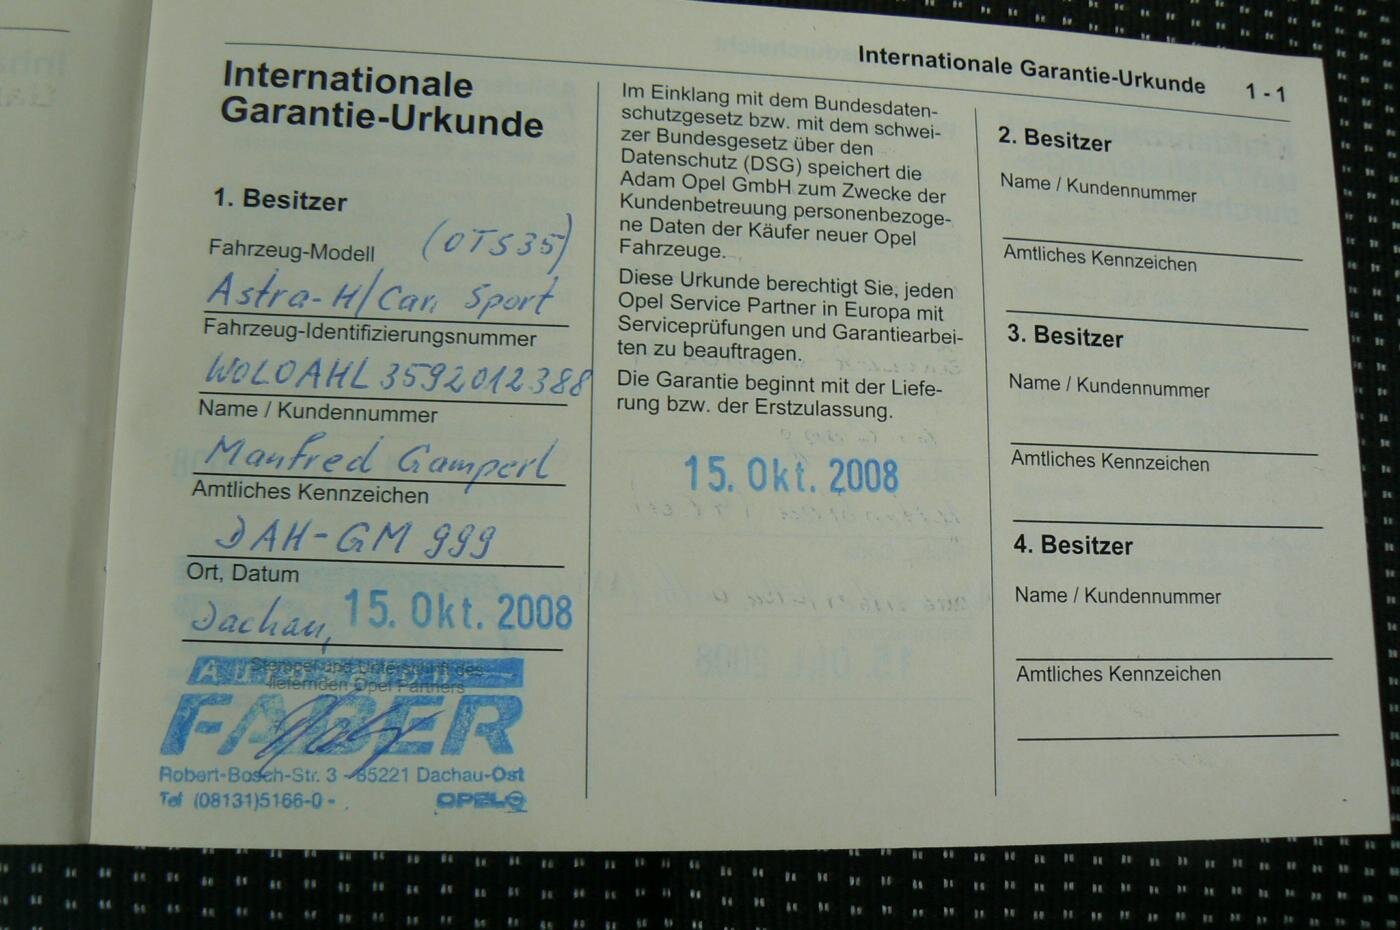 Internationale Garantie-Urkunde 1 - 1
Internationale
Garantie-Urkunde
1. Besitzer
Fahrzeug-Modell (OTS35)
Astra-H/Car. Sport
Fahrzeug-Identifizierungsnummer
WOLOAHL3592012388
Name / Kundennummer
Manfred Gamperl
Amtliches Kennzeichen
DAH-GM 999
Ort, Datum
Dachau, 15. Okt. 2008
Stempel und Unterschrift des
liefernden Opel Partners
FABER
Robert-Bosch-Str. 3 - 85221 Dachau-Ost
Tel (08131)5166-0 - OPEL
Im Einklang mit dem Bundesdaten-
schutzgesetz bzw. mit dem schwei-
zer Bundesgesetz über den
Datenschutz (DSG) speichert die
Adam Opel GmbH zum Zwecke der
Kundenbetreuung personenbezoge-
ne Daten der Käufer neuer Opel
Fahrzeuge.
Diese Urkunde berechtigt Sie, jeden
Opel Service Partner in Europa mit
Serviceprüfungen und Garantiearbei-
ten zu beauftragen.
Die Garantie beginnt mit der Liefe-
rung bzw. der Erstzulassung.
15. Okt. 2008
2. Besitzer
Name / Kundennummer
Amtliches Kennzeichen
3. Besitzer
Name / Kundennummer
Amtliches Kennzeichen
4. Besitzer
Name / Kundennummer
Amtliches Kennzeichen